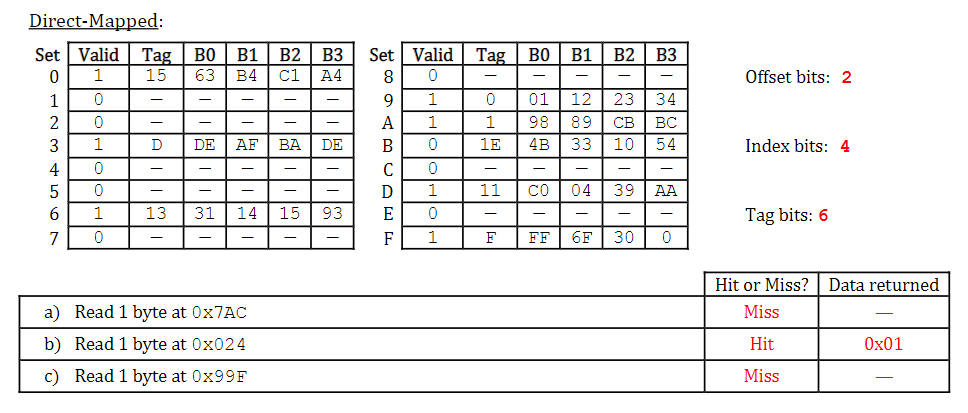 Direct-Mapped:
Set Valid Tag B0 B1 B2 B3 Set Valid Tag B0 B1 B2 B3
0 1 15 63 B4 C1 A4 8 0 — — — — — Offset bits: 2
1 0 — — — — — 9 1 0 01 12 23 34
2 0 — — — — — A 1 1 98 89 CB BC
3 1 D DE AF BA DE B 0 1E 4B 33 10 54 Index bits: 4
4 0 — — — — — C 0 — — — — —
5 0 — — — — — D 1 11 C0 04 39 AA
6 1 13 31 14 15 93 E 0 — — — — — Tag bits: 6
7 0 — — — — — F 1 F FF 6F 30 0
Hit or Miss? Data returned
a) Read 1 byte at 0x7AC Miss —
b) Read 1 byte at 0x024 Hit 0x01
c) Read 1 byte at 0x99F Miss —